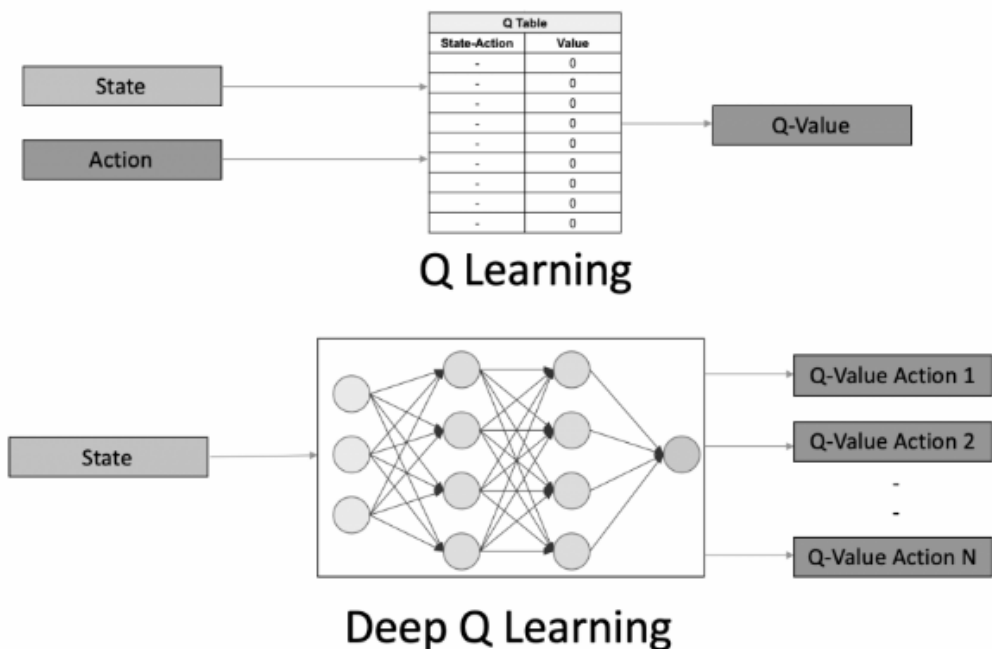 Q Table
State-Action Value
- 0
- 0
- 0
- 0
- 0
- 0
- 0
- 0
- 0
State
Action
Q-Value
Q Learning
State
Q-Value Action 1
Q-Value Action 2
-
-
Q-Value Action N
Deep Q Learning